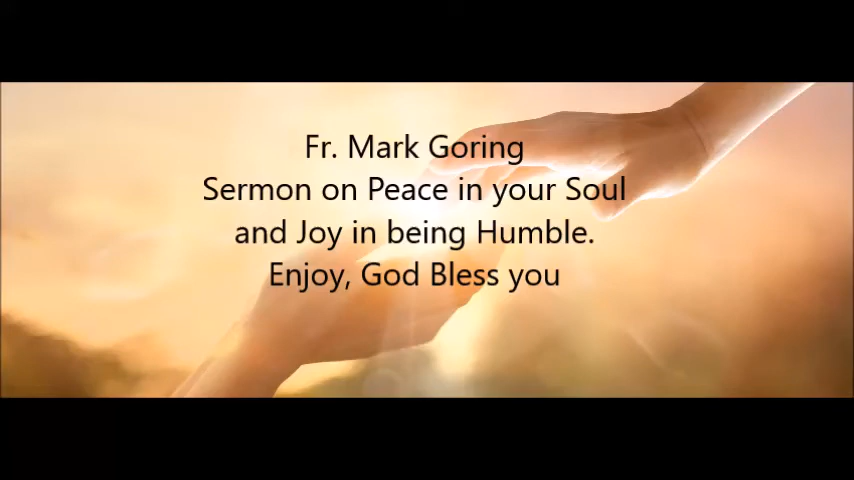 Fr. Mark Goring
Sermon on Peace in your Soul
and Joy in being Humble.
Enjoy, God Bless you